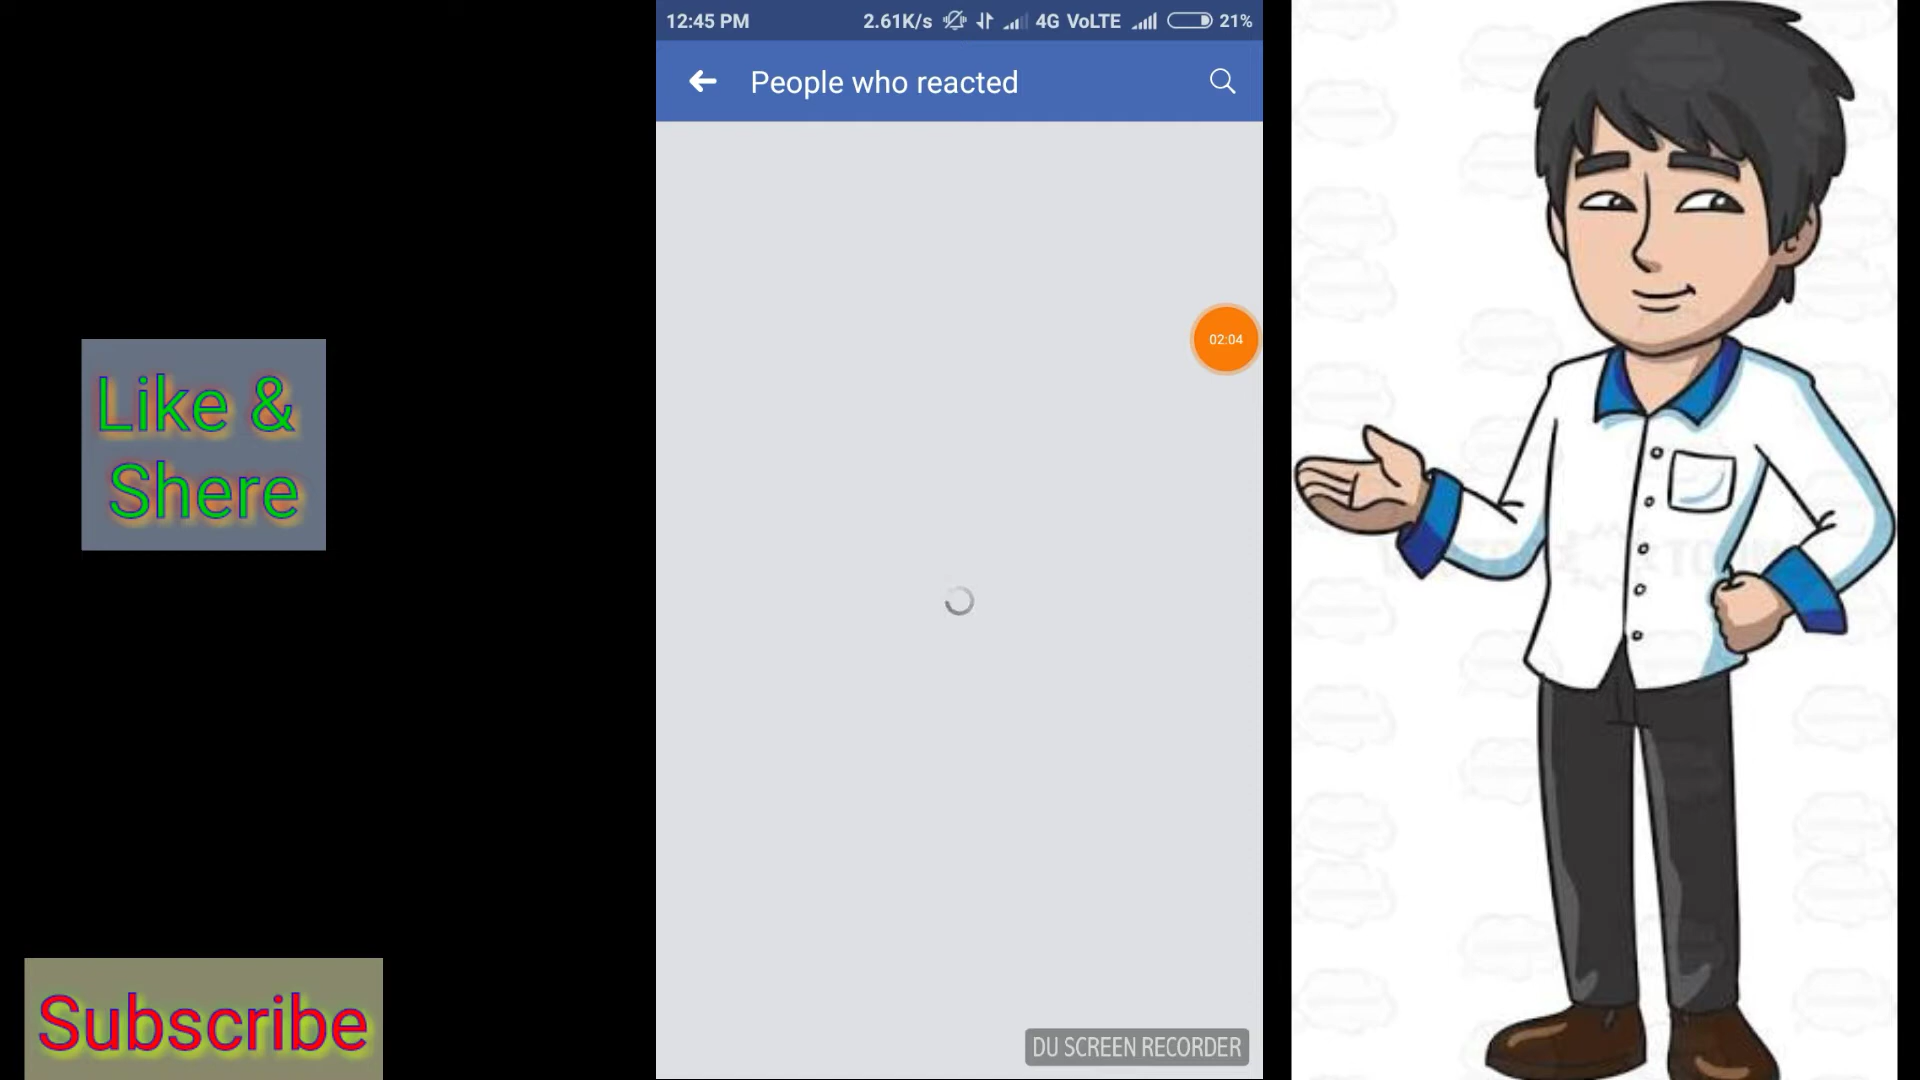 12:45 PM 2.61K/s 4G VoLTE 21%
People who reacted
02:04
Like &
Shere
Subscribe
DU SCREEN RECORDER